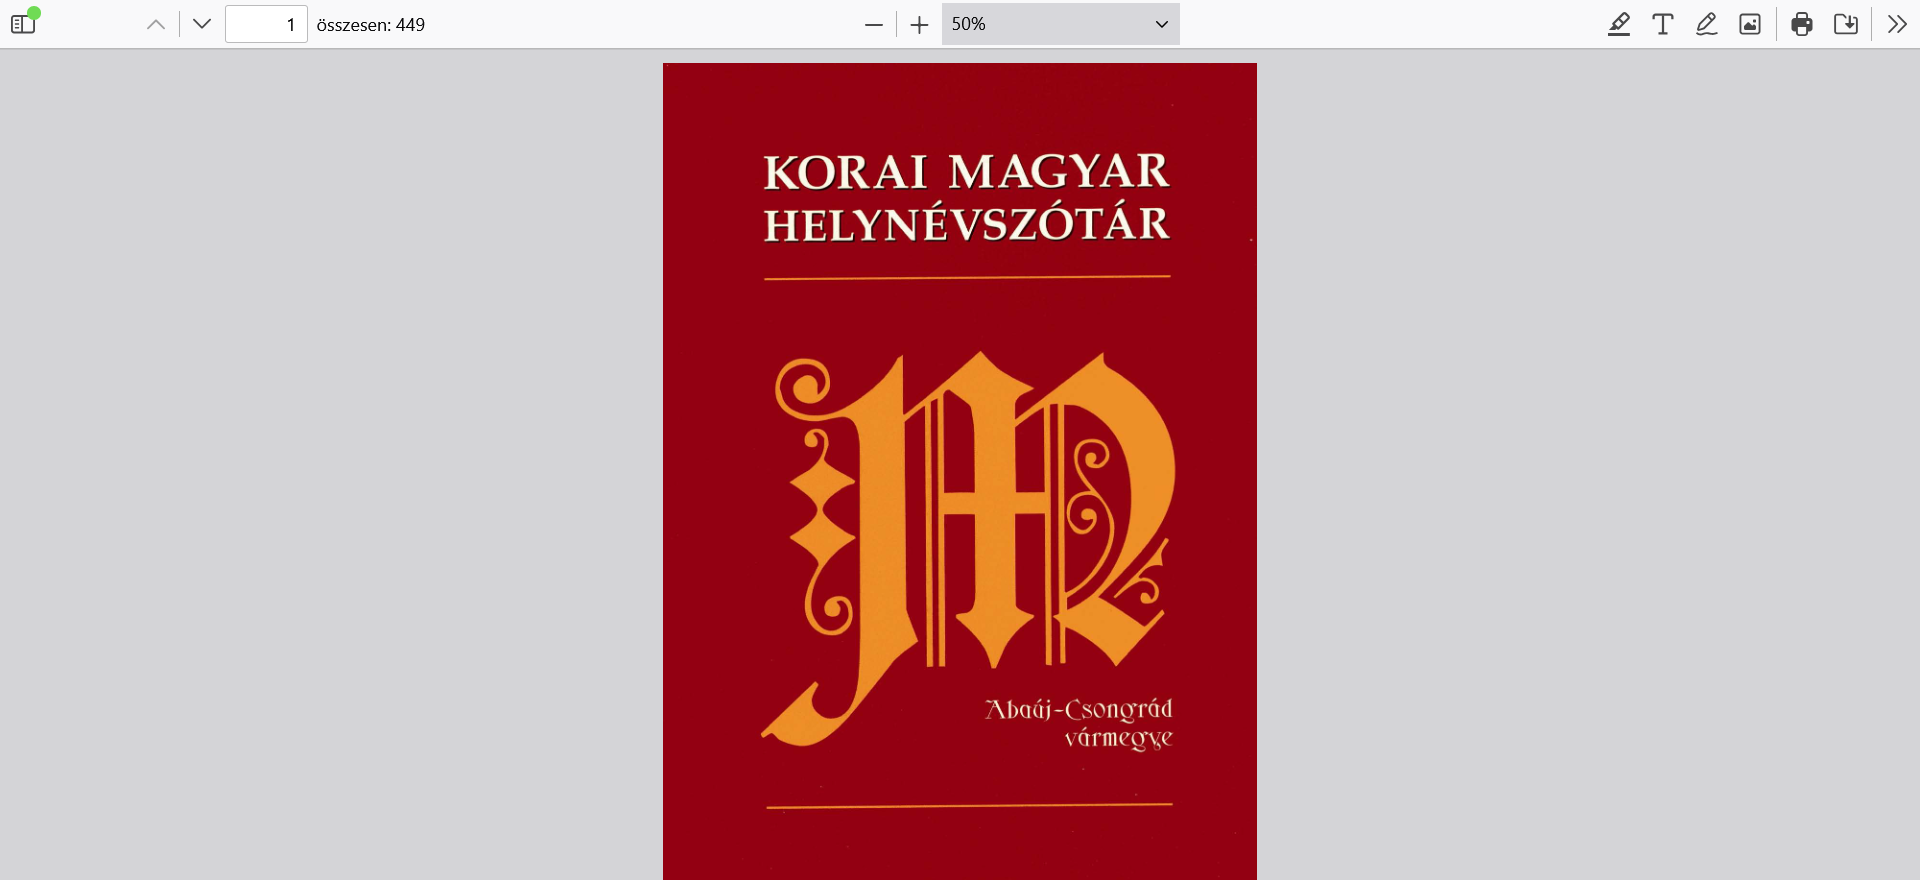 1 összesen: 449 50%
KORAI MAGYAR
HELYNÉVSZÓTÁR
M
Abaúj-Csongrád
vármegye